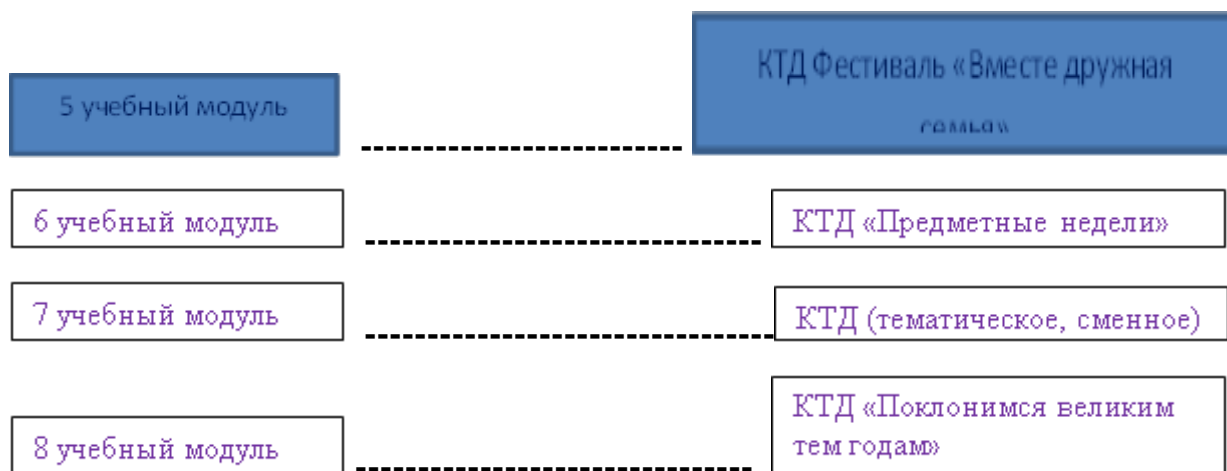 5 учебный модуль
КТД Фестиваль «Вместе дружная
семья»
6 учебный модуль
КТД «Предметные недели»
7 учебный модуль
КТД (тематическое, сменное)
8 учебный модуль
КТД «Поклонимся великим
тем годам»